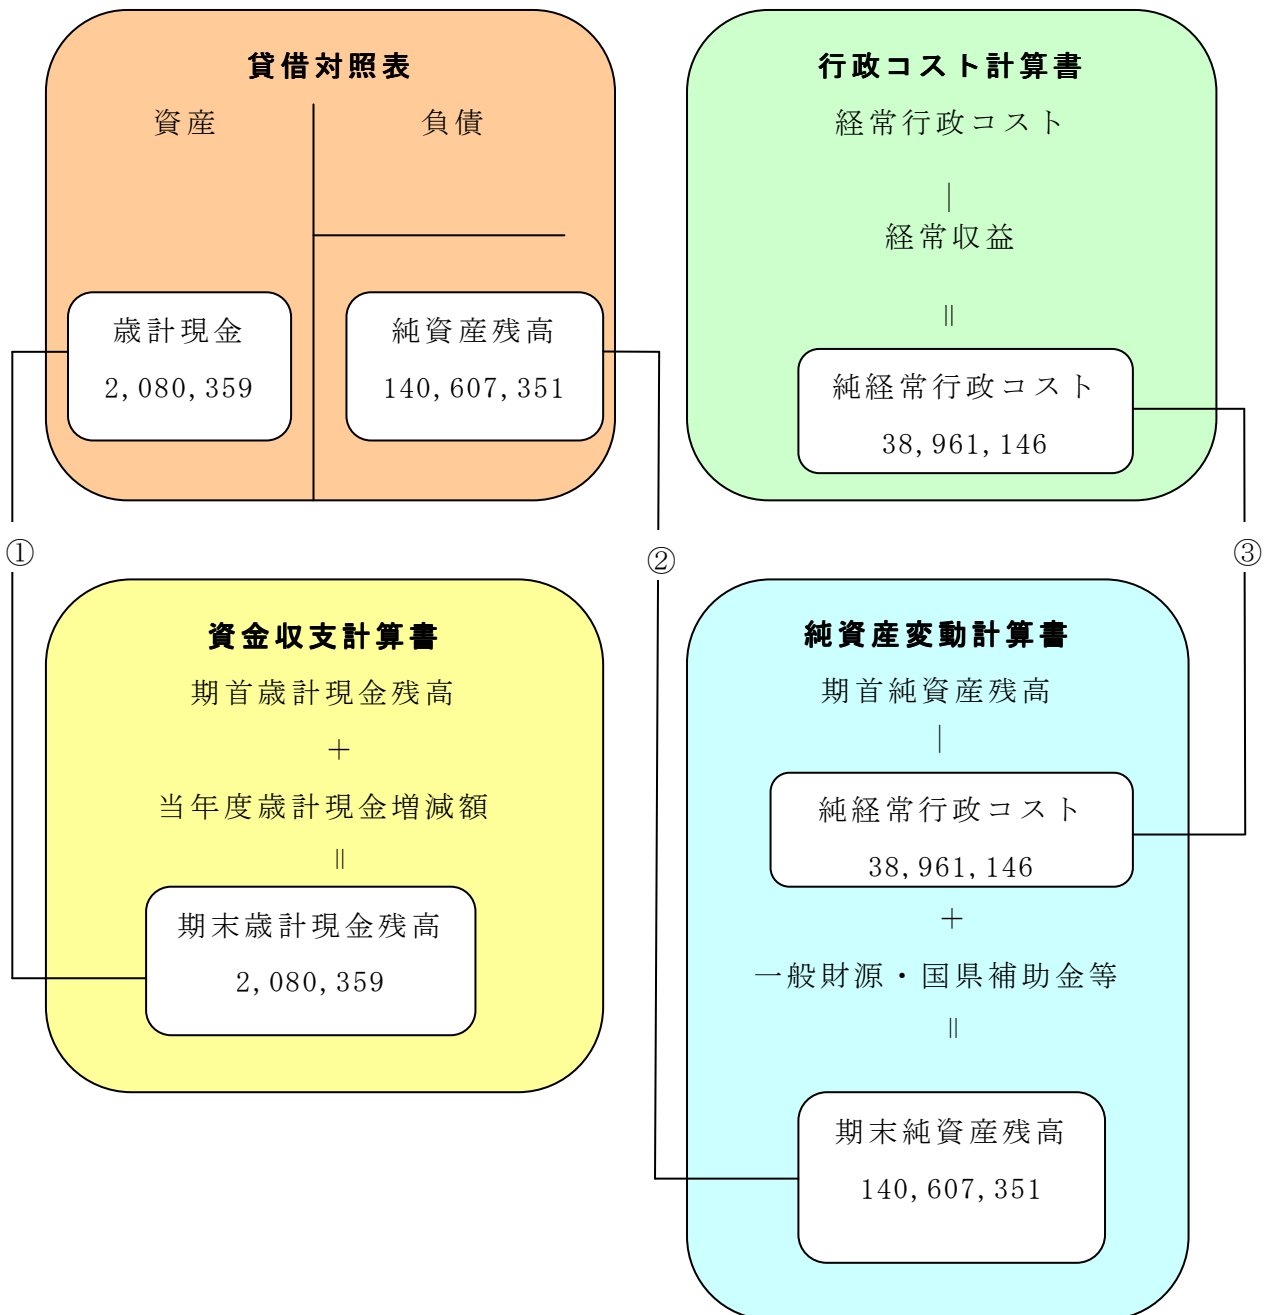 貸借対照表
資産
負債
歳計現金
2,080,359
純資産残高
140,607,351
行政コスト計算書
経常行政コスト
|
経常収益
||
純経常行政コスト
38,961,146
①
②
③
資金収支計算書
期首歳計現金残高
+
当年度歳計現金増減額
||
期末歳計現金残高
2,080,359
純資産変動計算書
期首純資産残高
|
純経常行政コスト
38,961,146
+
一般財源・国県補助金等
||
期末純資産残高
140,607,351